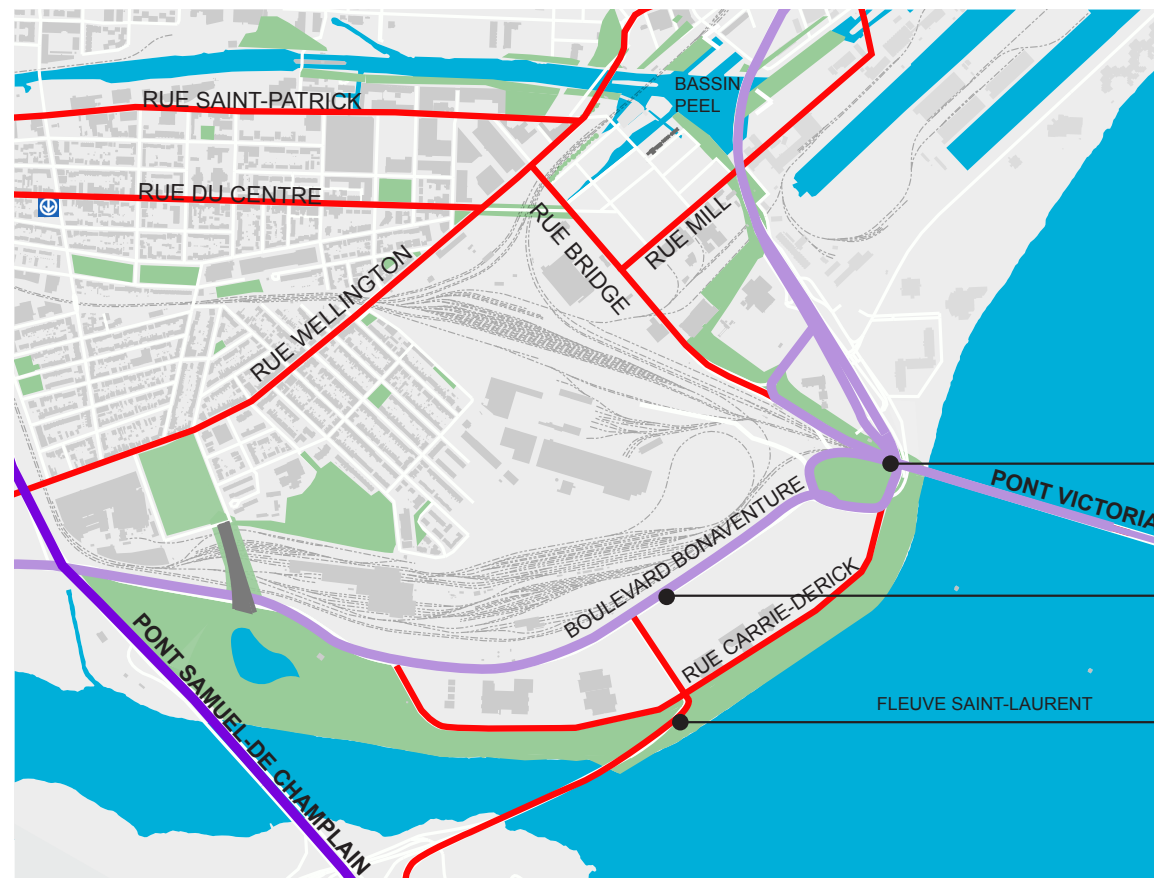 BASSIN
PEEL
RUE SAINT-PATRICK
RUE DU CENTRE
RUE BRIDGE
RUE MILL
RUE WELLINGTON
PONT VICTORIA
BOULEVARD BONAVENTURE
RUE CARRIE-DERICK
PONT SAMUEL-DE CHAMPLAIN
FLEUVE SAINT-LAURENT